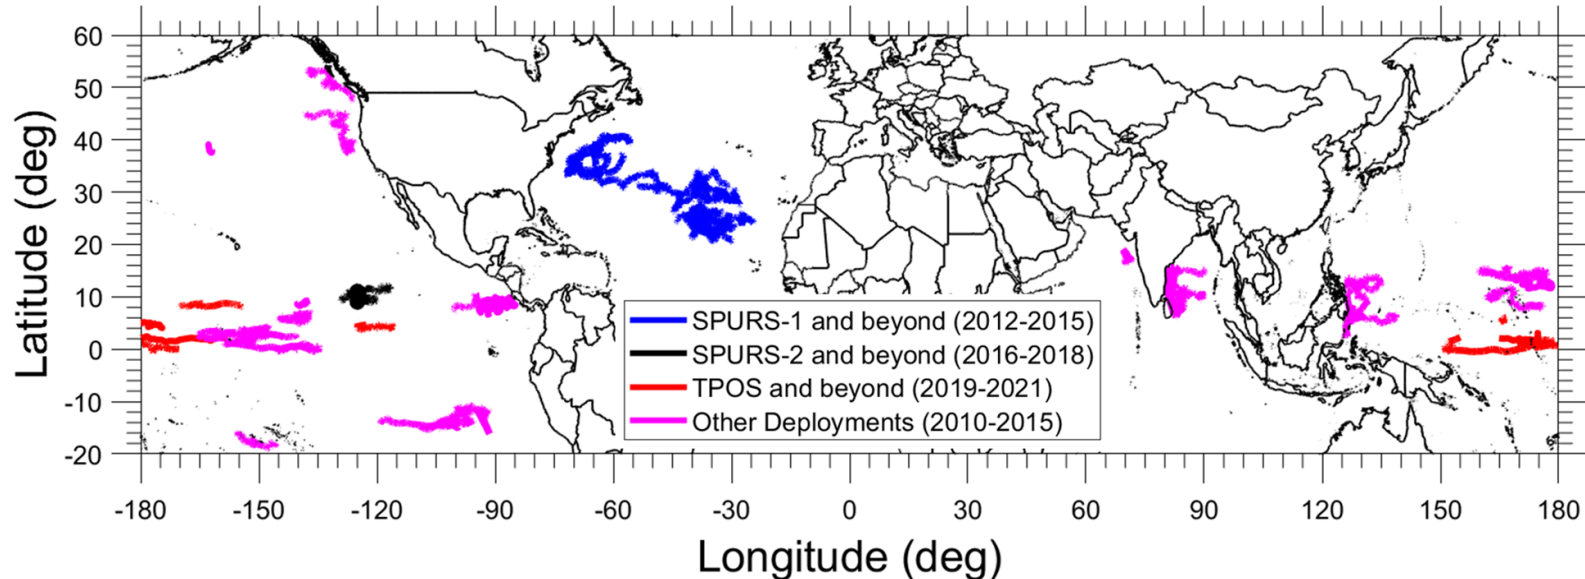 Latitude (deg)
60
50
40
30
20
10
0
-10
-20
SPURS-1 and beyond (2012-2015)
SPURS-2 and beyond (2016-2018)
TPOS and beyond (2019-2021)
Other Deployments (2010-2015)
-180 -150 -120 -90 -60 -30 0 30 60 90 120 150 180
Longitude (deg)